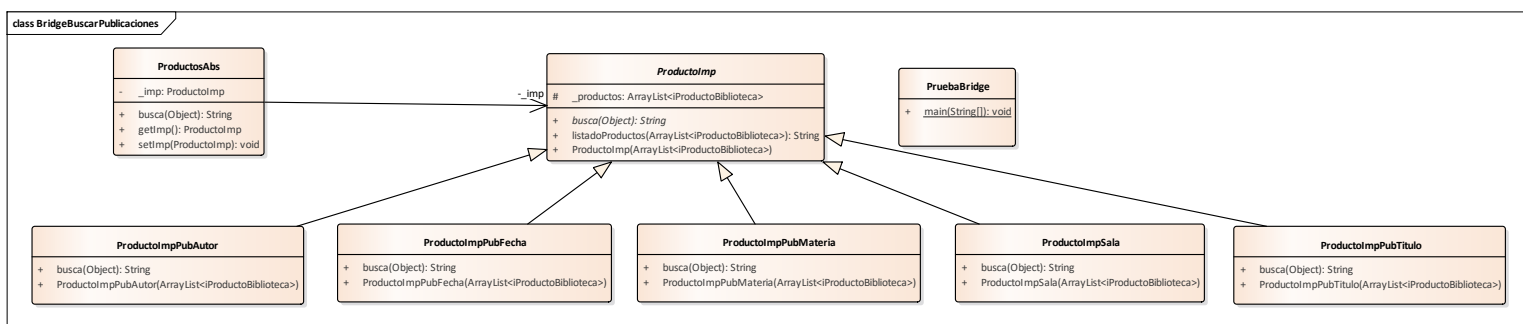 class BridgeBuscarPublicaciones
ProductosAbs
- _imp: ProductoImp
+ busca(Object): String
+ getImp(): ProductoImp
+ setImp(ProductoImp): void
-_imp
ProductoImp
# _productos: ArrayList<iProductoBiblioteca>
+ busca(Object): String
+ listadoProductos(ArrayList<iProductoBiblioteca>): String
+ ProductoImp(ArrayList<iProductoBiblioteca>)
PruebaBridge
+ main(String[]): void
ProductoImpPubAutor
+ busca(Object): String
+ ProductoImpPubAutor(ArrayList<iProductoBiblioteca>)
ProductoImpPubFecha
+ busca(Object): String
+ ProductoImpPubFecha(ArrayList<iProductoBiblioteca>)
ProductoImpPubMateria
+ busca(Object): String
+ ProductoImpPubMateria(ArrayList<iProductoBiblioteca>)
ProductoImpSala
+ busca(Object): String
+ ProductoImpSala(ArrayList<iProductoBiblioteca>)
ProductoImpPubTitulo
+ busca(Object): String
+ ProductoImpPubTitulo(ArrayList<iProductoBiblioteca>)